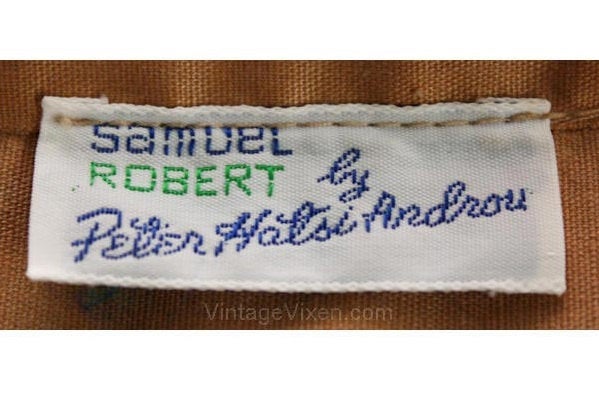 samuel
ROBERT by
Peter Hatsi Androu
VintageVixen.com